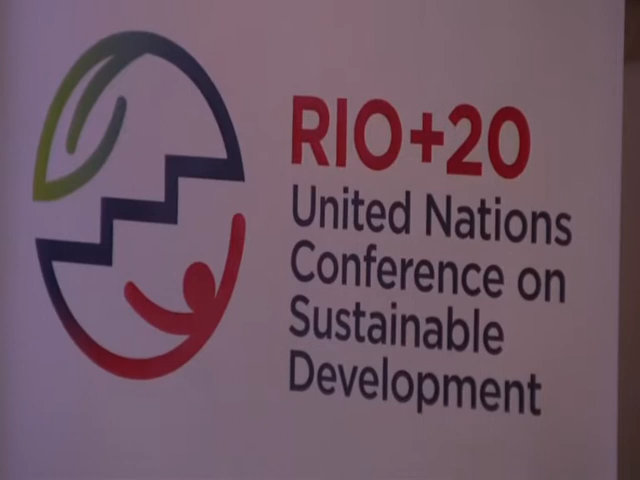 RIO+20
United Nations
Conference on
Sustainable
Development